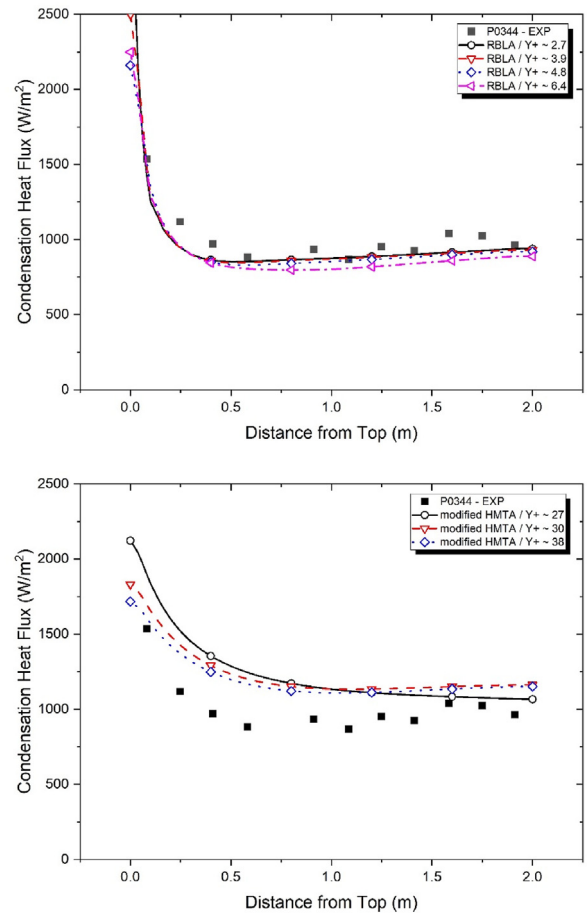 P0344 - EXP
RBLA / Y+ ~ 2.7
RBLA / Y+ ~ 3.9
RBLA / Y+ ~ 4.8
RBLA / Y+ ~ 6.4
Condensation Heat Flux (W/m²)
2500
2000
1500
1000
500
0
0.0 0.5 1.0 1.5 2.0
Distance from Top (m)
P0344 - EXP
modified HMTA / Y+ ~ 27
modified HMTA / Y+ ~ 30
modified HMTA / Y+ ~ 38
Condensation Heat Flux (W/m²)
2500
2000
1500
1000
500
0
0.0 0.5 1.0 1.5 2.0
Distance from Top (m)